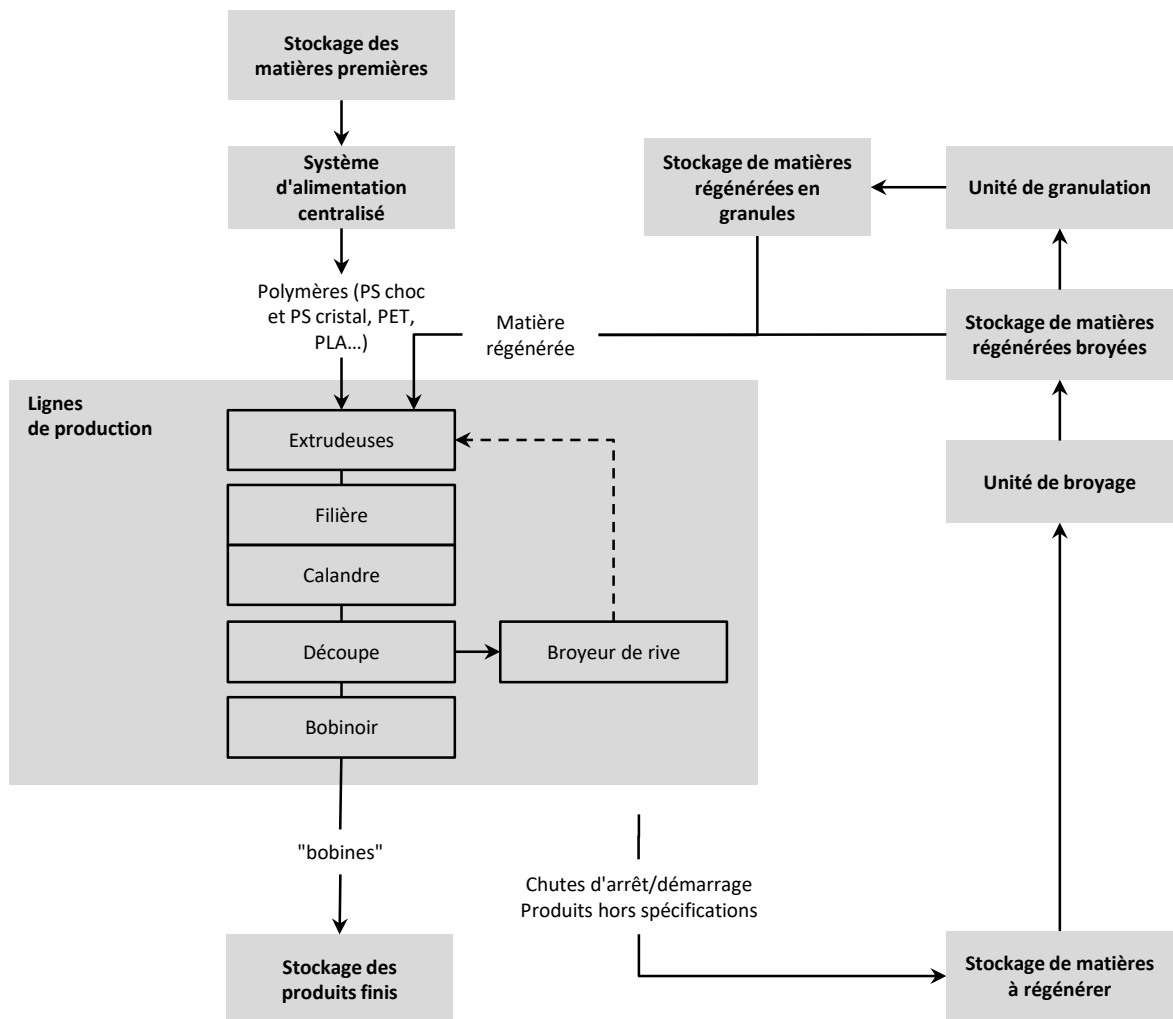 Stockage des
matières premières
Système
d'alimentation
centralisé
Stockage de matières
régénérées en
granules
Unité de granulation
Polymères (PS choc
et PS cristal, PET,
PLA…)
Matière
régénérée
Stockage de matières
régénérées broyées
Lignes
de production
Extrudeuses
Filière
Calandre
Découpe
Broyeur de rive
Bobinoir
Unité de broyage
"bobines"
Chutes d'arrêt/démarrage
Produits hors spécifications
Stockage des
produits finis
Stockage de matières
à régénérer